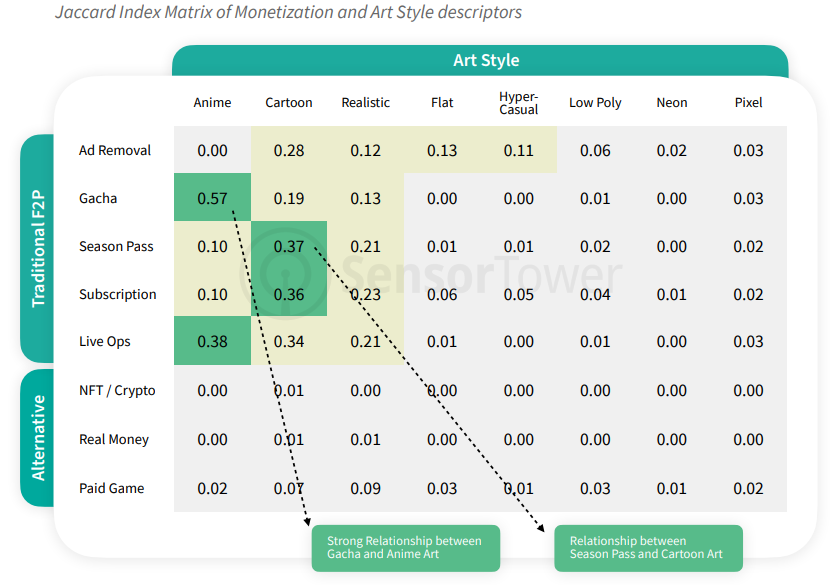 Jaccard Index Matrix of Monetization and Art Style descriptors
Art Style
Anime Cartoon Realistic Flat Hyper-Casual Low Poly Neon Pixel
Traditional F2P
Ad Removal 0.00 0.28 0.12 0.13 0.11 0.06 0.02 0.03
Gacha 0.57 0.19 0.13 0.00 0.00 0.01 0.00 0.03
Season Pass 0.10 0.37 0.21 0.01 0.01 0.02 0.00 0.02
SensorTower
Subscription 0.10 0.36 0.23 0.06 0.05 0.04 0.01 0.02
Live Ops 0.38 0.34 0.21 0.01 0.00 0.01 0.00 0.03
Alternative
NFT / Crypto 0.00 0.01 0.00 0.00 0.00 0.00 0.00 0.00
Real Money 0.00 0.01 0.01 0.00 0.00 0.00 0.00 0.00
Paid Game 0.02 0.07 0.09 0.03 0.01 0.03 0.01 0.02
Strong Relationship between
Gacha and Anime Art
Relationship between
Season Pass and Cartoon Art